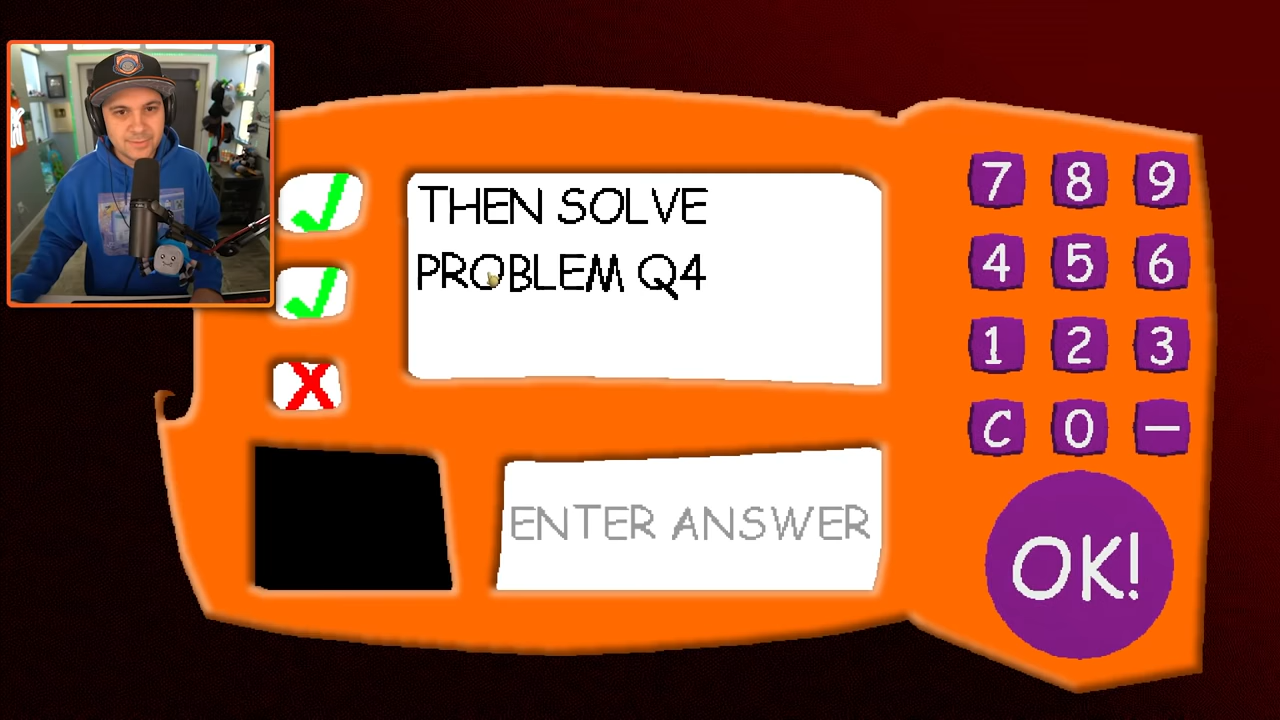 THEN SOLVE
PROBLEM Q4
ENTER ANSWER
7 8 9
4 5 6
1 2 3
C 0 —
OK!